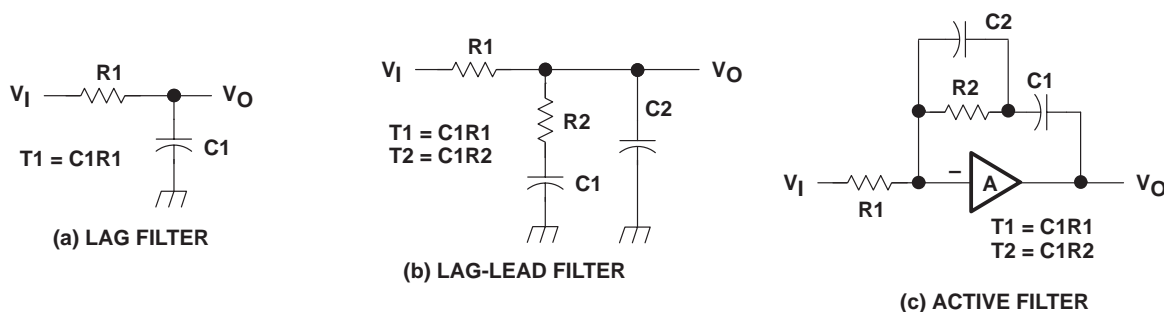 R1
VI
VO
C1
T1 = C1R1
(a) LAG FILTER
R1
VI
VO
R2
C2
T1 = C1R1
T2 = C1R2
C1
(b) LAG-LEAD FILTER
C2
R2
C1
VI
R1
–
A
VO
T1 = C1R1
T2 = C1R2
(c) ACTIVE FILTER